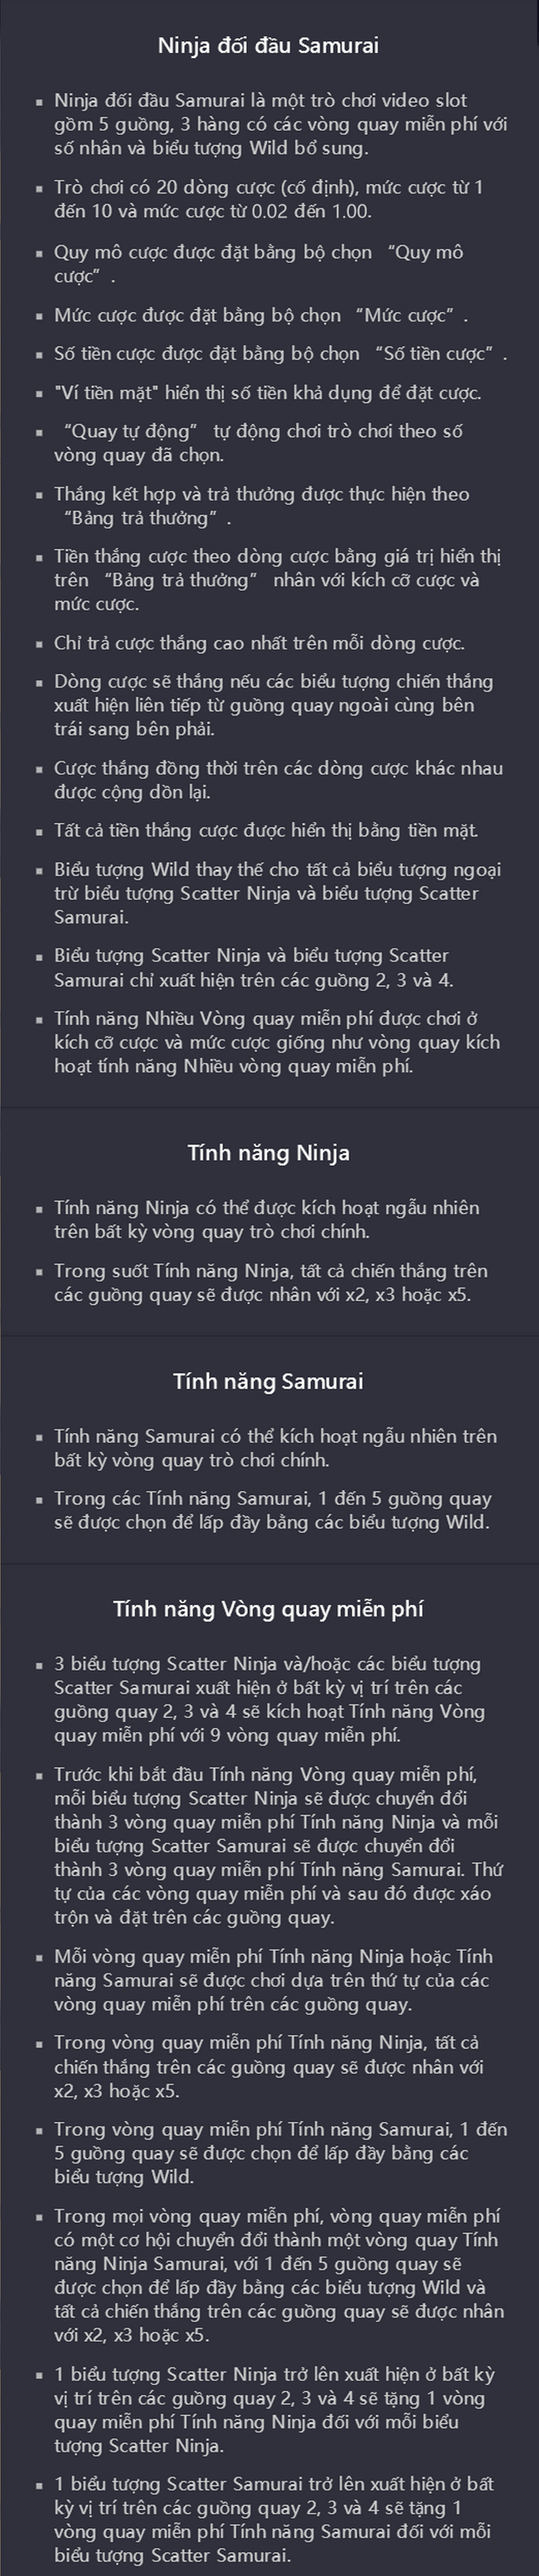 Ninja đối đầu Samurai
▪ Ninja đối đầu Samurai là một trò chơi video slot
gồm 5 guồng, 3 hàng có các vòng quay miễn phí với
số nhân và biểu tượng Wild bổ sung.
▪ Trò chơi có 20 dòng cược (cố định), mức cược từ 1
đến 10 và mức cược từ 0.02 đến 1.00.
▪ Quy mô cược được đặt bằng bộ chọn “Quy mô
cược” .
▪ Mức cược được đặt bằng bộ chọn “Mức cược” .
▪ Số tiền cược được đặt bằng bộ chọn “Số tiền cược” .
▪ "Ví tiền mặt" hiển thị số tiền khả dụng để đặt cược.
▪ “Quay tự động” tự động chơi trò chơi theo số
vòng quay đã chọn.
▪ Thắng kết hợp và trả thưởng được thực hiện theo
“Bảng trả thưởng” .
▪ Tiền thắng cược theo dòng cược bằng giá trị hiển thị
trên “Bảng trả thưởng” nhân với kích cỡ cược và
mức cược.
▪ Chỉ trả cược thắng cao nhất trên mỗi dòng cược.
▪ Dòng cược sẽ thắng nếu các biểu tượng chiến thắng
xuất hiện liên tiếp từ guồng quay ngoài cùng bên
trái sang bên phải.
▪ Cược thắng đồng thời trên các dòng cược khác nhau
được cộng dồn lại.
▪ Tất cả tiền thắng cược được hiển thị bằng tiền mặt.
▪ Biểu tượng Wild thay thế cho tất cả biểu tượng ngoại
trừ biểu tượng Scatter Ninja và biểu tượng Scatter
Samurai.
▪ Biểu tượng Scatter Ninja và biểu tượng Scatter
Samurai chỉ xuất hiện trên các guồng 2, 3 và 4.
▪ Tính năng Nhiều Vòng quay miễn phí được chơi ở
kích cỡ cược và mức cược giống như vòng quay kích
hoạt tính năng Nhiều vòng quay miễn phí.
Tính năng Ninja
▪ Tính năng Ninja có thể được kích hoạt ngẫu nhiên
trên bất kỳ vòng quay trò chơi chính.
▪ Trong suốt Tính năng Ninja, tất cả chiến thắng trên
các guồng quay sẽ được nhân với x2, x3 hoặc x5.
Tính năng Samurai
▪ Tính năng Samurai có thể kích hoạt ngẫu nhiên trên
bất kỳ vòng quay trò chơi chính.
▪ Trong các Tính năng Samurai, 1 đến 5 guồng quay
sẽ được chọn để lấp đầy bằng các biểu tượng Wild.
Tính năng Vòng quay miễn phí
▪ 3 biểu tượng Scatter Ninja và/hoặc các biểu tượng
Scatter Samurai xuất hiện ở bất kỳ vị trí trên các
guồng quay 2, 3 và 4 sẽ kích hoạt Tính năng Vòng
quay miễn phí với 9 vòng quay miễn phí.
▪ Trước khi bắt đầu Tính năng Vòng quay miễn phí,
mỗi biểu tượng Scatter Ninja sẽ được chuyển đổi
thành 3 vòng quay miễn phí Tính năng Ninja và mỗi
biểu tượng Scatter Samurai sẽ được chuyển đổi
thành 3 vòng quay miễn phí Tính năng Samurai. Thứ
tự của các vòng quay miễn phí và sau đó được xáo
trộn và đặt trên các guồng quay.
▪ Mỗi vòng quay miễn phí Tính năng Ninja hoặc Tính
năng Samurai sẽ được chơi dựa trên thứ tự của các
vòng quay miễn phí trên các guồng quay.
▪ Trong vòng quay miễn phí Tính năng Ninja, tất cả
chiến thắng trên các guồng quay sẽ được nhân với
x2, x3 hoặc x5.
▪ Trong vòng quay miễn phí Tính năng Samurai, 1 đến
5 guồng quay sẽ được chọn để lấp đầy bằng các
biểu tượng Wild.
▪ Trong mọi vòng quay miễn phí, vòng quay miễn phí
có một cơ hội chuyển đổi thành một vòng quay Tính
năng Ninja Samurai, với 1 đến 5 guồng quay sẽ
được chọn để lấp đầy bằng các biểu tượng Wild và
tất cả chiến thắng trên các guồng quay sẽ được nhân
với x2, x3 hoặc x5.
▪ 1 biểu tượng Scatter Ninja trở lên xuất hiện ở bất kỳ
vị trí trên các guồng quay 2, 3 và 4 sẽ tặng 1 vòng
quay miễn phí Tính năng Ninja đối với mỗi biểu
tượng Scatter Ninja.
▪ 1 biểu tượng Scatter Samurai trở lên xuất hiện ở bất
kỳ vị trí trên các guồng quay 2, 3 và 4 sẽ tặng 1
vòng quay miễn phí Tính năng Samurai đối với mỗi
biểu tượng Scatter Samurai.